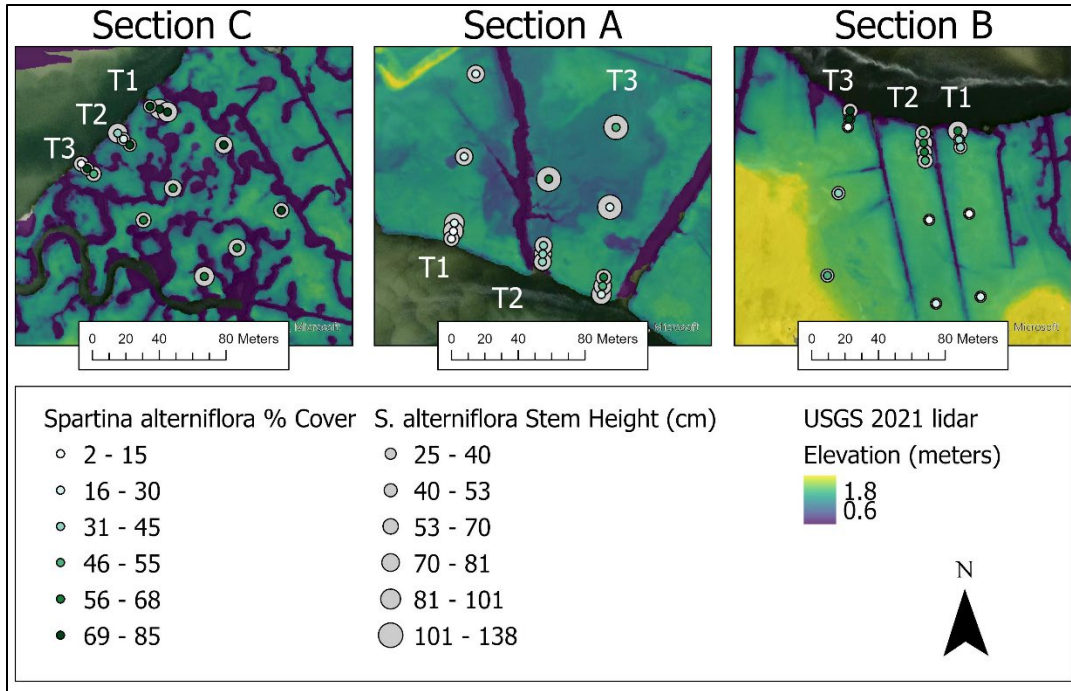 Section C
Section A
Section B
T1
T2
T3
Microsoft
0 20 40 80 Meters
T3
T1
T2
Microsoft
0 20 40 80 Meters
T3
T2
T1
Microsoft
0 20 40 80 Meters
Spartina alterniflora % Cover
2 - 15
16 - 30
31 - 45
46 - 55
56 - 68
69 - 85
S. alterniflora Stem Height (cm)
25 - 40
40 - 53
53 - 70
70 - 81
81 - 101
101 - 138
USGS 2021 lidar
Elevation (meters)
1.8
0.6
N